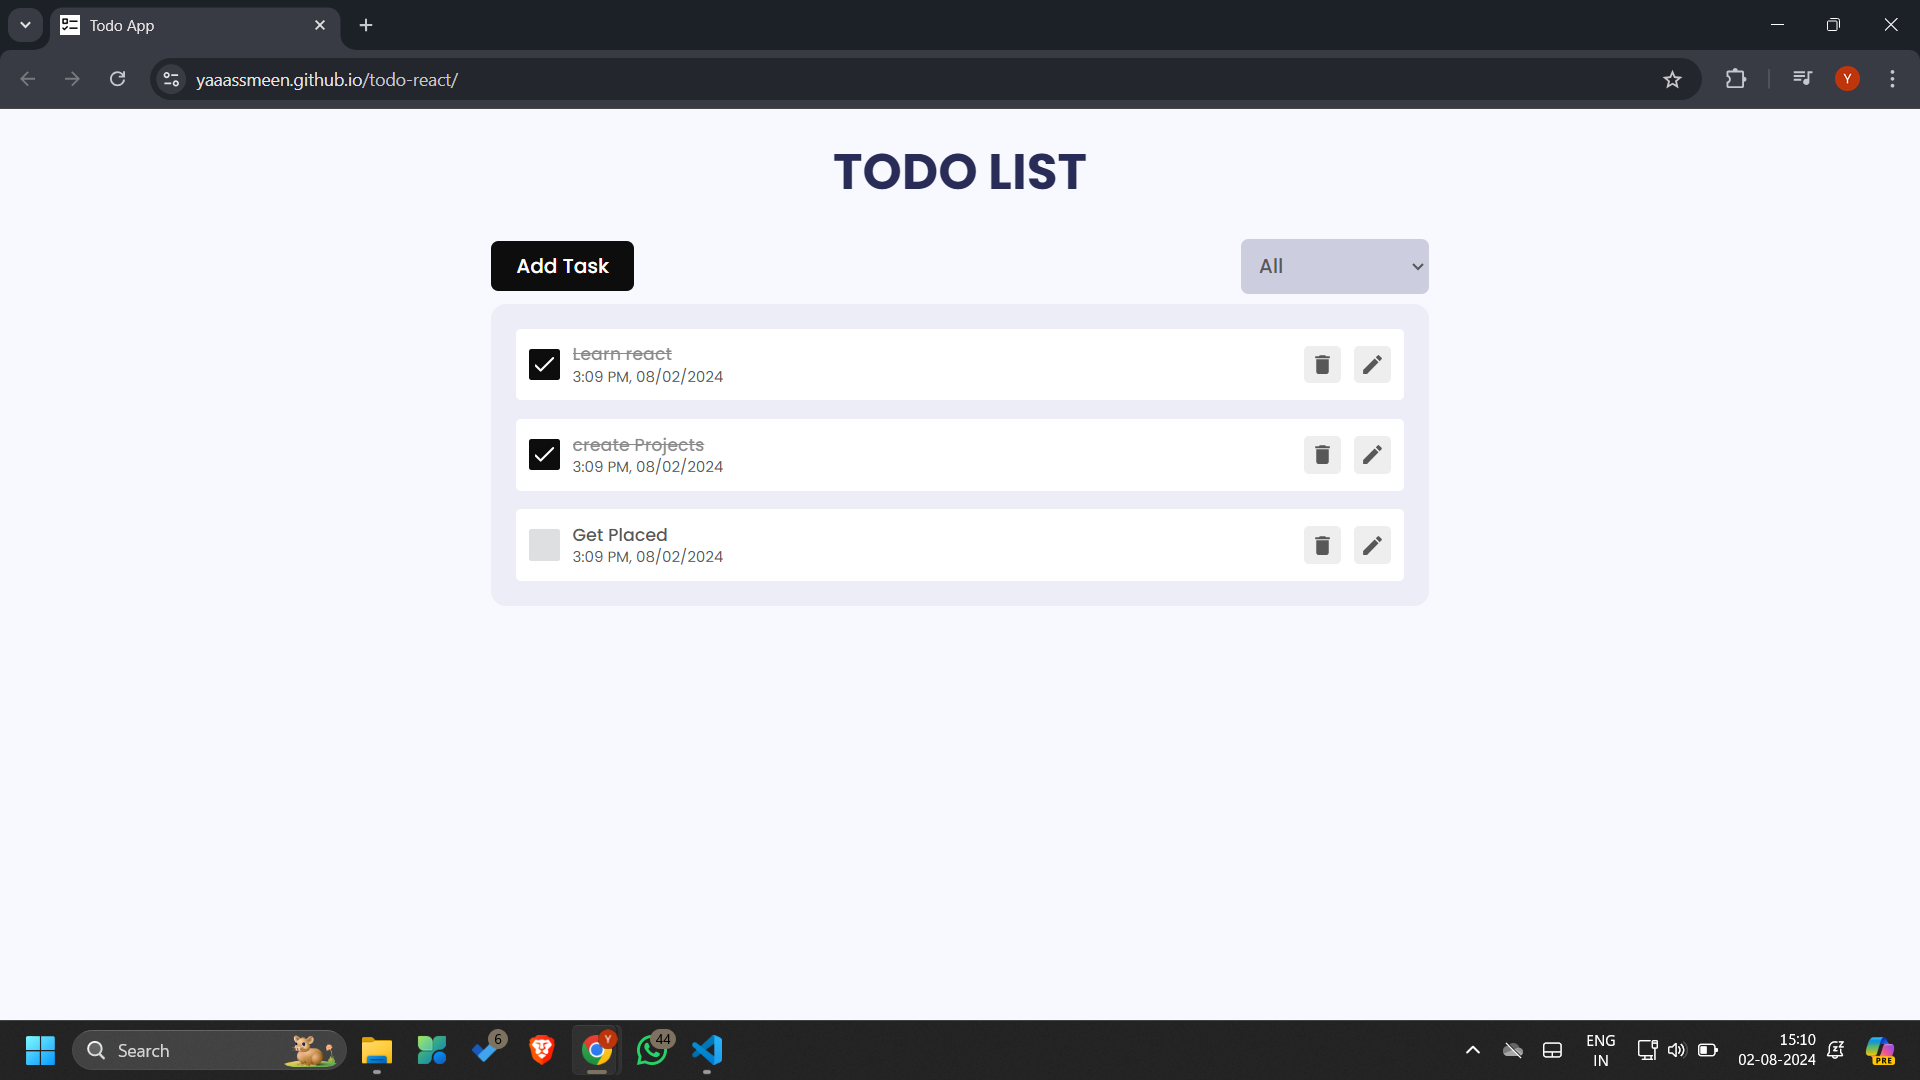 Todo App
yaaassmeen.github.io/todo-react/
Y
TODO LIST
Add Task
All
Learn react
3:09 PM, 08/02/2024
create Projects
3:09 PM, 08/02/2024
Get Placed
3:09 PM, 08/02/2024
Search
6
Y
44
ENG
IN
15:10
02-08-2024
PRE